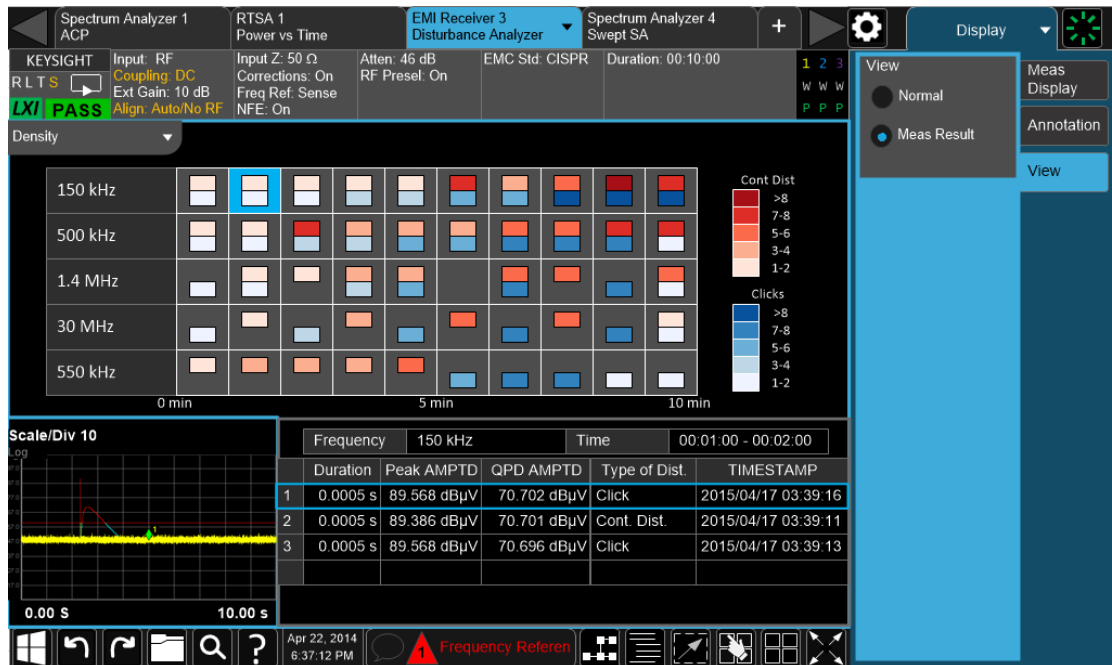 Spectrum Analyzer 1
ACP
RTSA 1
Power vs Time
EMI Receiver 3
Disturbance Analyzer
Spectrum Analyzer 4
Swept SA
+
Display
KEYSIGHT
R L T S
LXI PASS
Input: RF
Coupling: DC
Ext Gain: 10 dB
Align: Auto/No RF
Input Z: 50 Ω
Corrections: On
Freq Ref: Sense
NFE: On
Atten: 46 dB
RF Presel: On
EMC Std: CISPR
Duration: 00:10:00
1 2 3
W W W
P P P
View
Normal
Meas Result
Meas
Display
Annotation
View
Density
150 kHz
500 kHz
1.4 MHz
30 MHz
550 kHz
0 min
5 min
10 min
Cont Dist
>8
7-8
5-6
3-4
1-2
Clicks
>8
7-8
5-6
3-4
1-2
Scale/Div 10
Log
1
0.00 S
10.00 s
Frequency 150 kHz Time 00:01:00 - 00:02:00
Duration Peak AMPTD QPD AMPTD Type of Dist. TIMESTAMP
1 0.0005 s 89.568 dBµV 70.702 dBµV Click 2015/04/17 03:39:16
2 0.0005 s 89.386 dBµV 70.701 dBµV Cont. Dist. 2015/04/17 03:39:11
3 0.0005 s 89.568 dBµV 70.696 dBµV Click 2015/04/17 03:39:13
?
Apr 22, 2014
6:37:12 PM
1
Frequency Referen